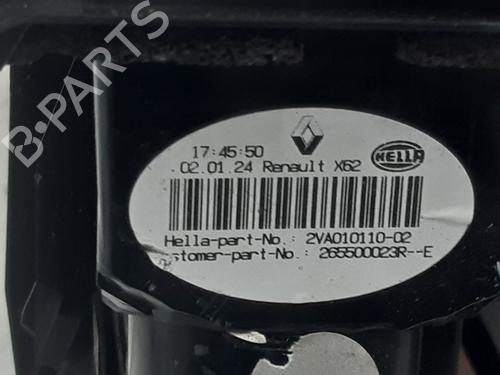 17:45:50
HELLA
02.01.24 Renault X62
Hella-part-No.: 2VA010110-02
stomer-part-No.: 265500023R--E
B-PARTS